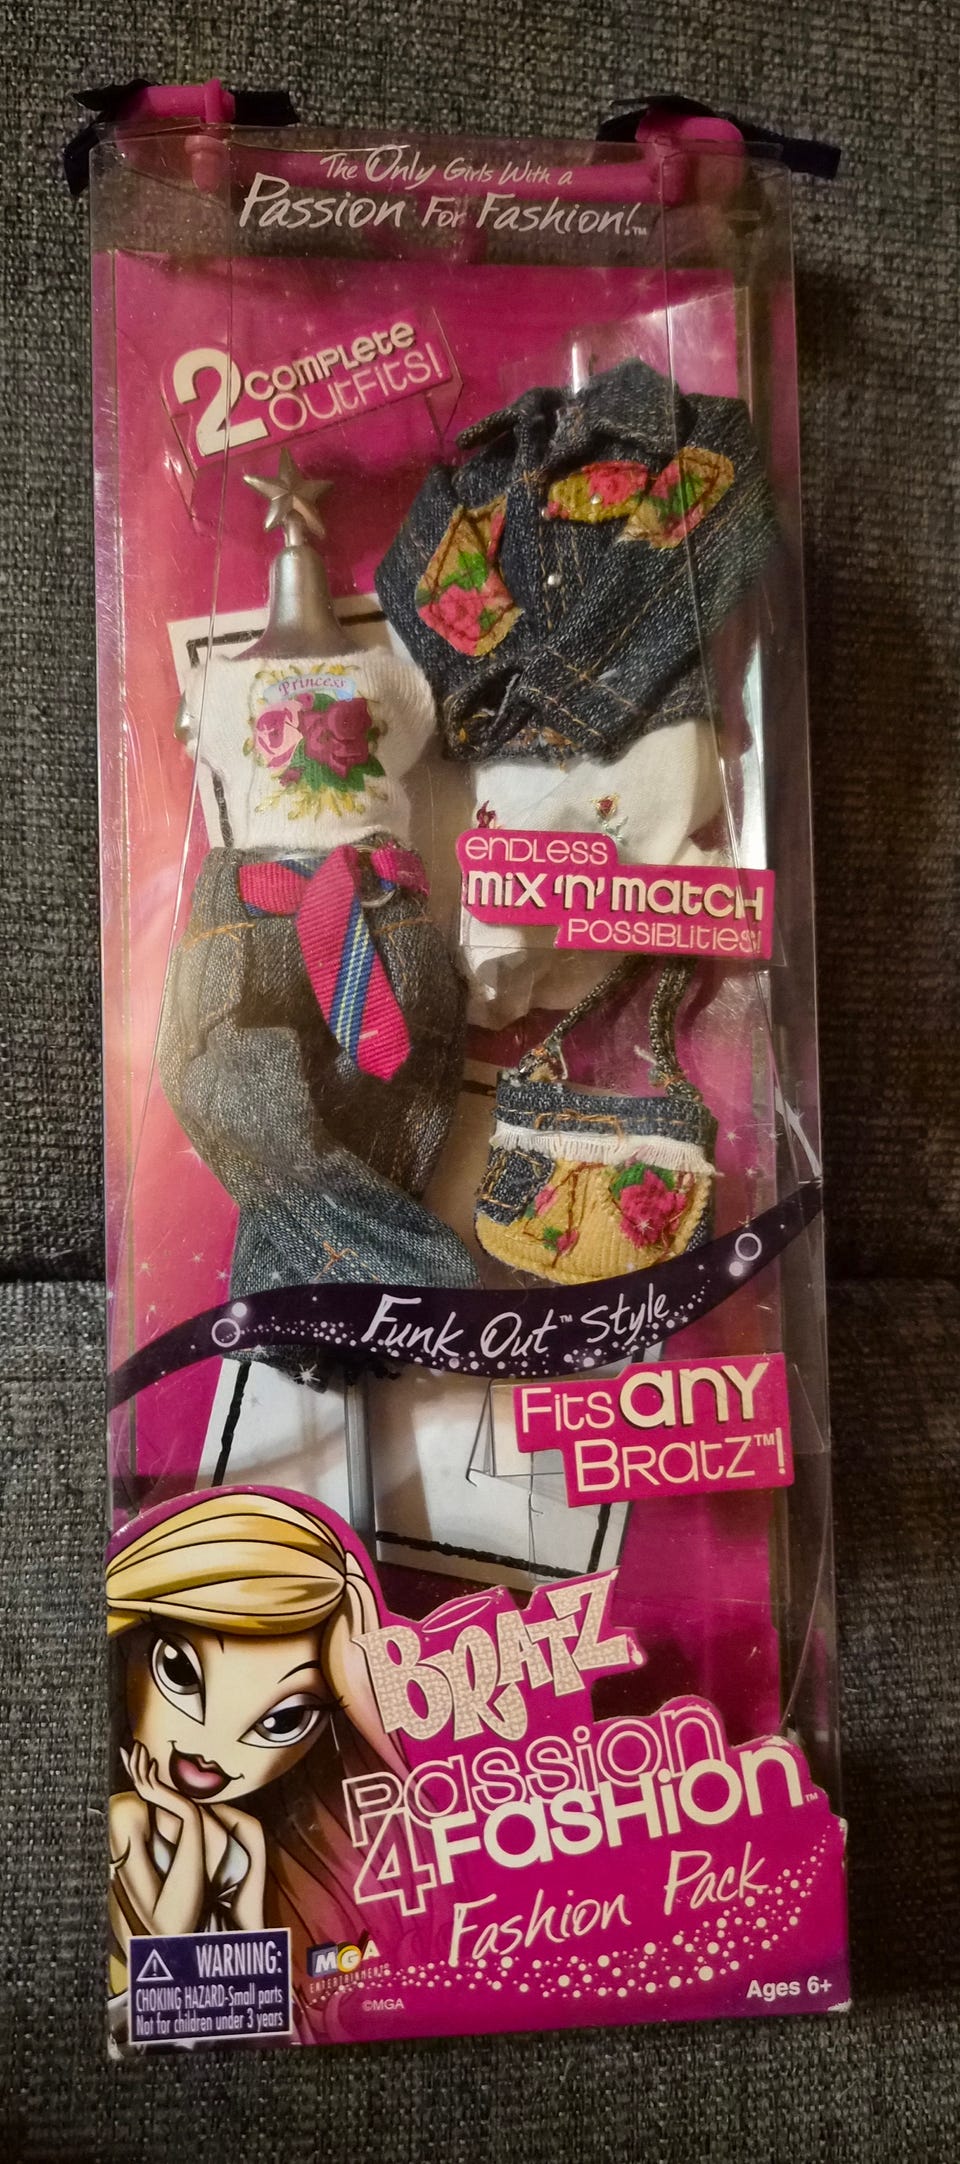 The Only Girls With a
Passion For Fashion!™
2 COMPLETE
OUTFITS!
Princess
ENDLESS
MIX 'N' MATCH
POSSIBLITIES!
Funk Out™ Style
Fits ANY
BRATZ™!
BRATZ
Passion
4 FASHION™
Fashion Pack
WARNING:
CHOKING HAZARD-Small parts
Not for children under 3 years
MGA
ENTERTAINMENT®
©MGA
Ages 6+